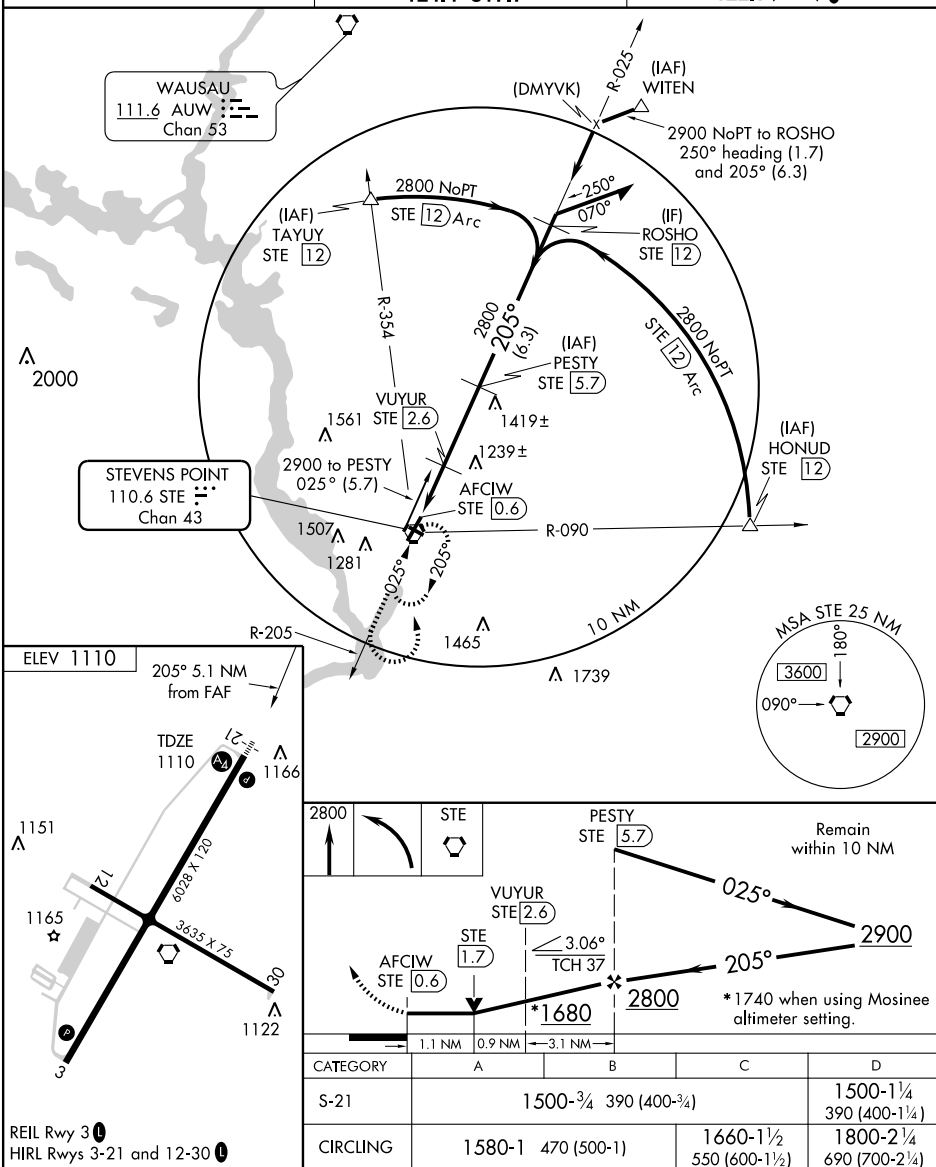 WAUSAU
111.6 AUW
Chan 53
R-025
(IAF)
WITEN
(DMYVK)
2900 NoPT to ROSHO
250° heading (1.7)
and 205° (6.3)
2800 NoPT
STE 12 Arc
(IAF)
TAYUY
STE 12
250°
070°
(IF)
ROSHO
STE 12
R-354
2800
205°
(6.3)
2800 NoPT
STE 12 Arc
2000
(IAF)
PESTY
STE 5.7
VUYUR
STE 2.6
1419±
1561
1239±
(IAF)
HONUD
STE 12
2900 to PESTY
025° (5.7)
STEVENS POINT
110.6 STE
Chan 43
AFCIW
STE 0.6
R-090
1507
1281
025°
205°
R-205
1465
10 NM
1739
MSA STE 25 NM
180°
3600
090°
2900
ELEV 1110
205° 5.1 NM
from FAF
TDZE
1110
21
A4
P
1166
1151
12
6028 X 120
1165
3635 X 75
30
1122
P
3
REIL Rwy 3 L
HIRL Rwys 3-21 and 12-30 L
2800
STE
PESTY
STE 5.7
Remain
within 10 NM
025°
VUYUR
STE 2.6
2900
3.06°
TCH 37
205°
STE
1.7
AFCIW
STE 0.6
*1680
2800
*1740 when using Mosinee
altimeter setting.
1.1 NM 0.9 NM 3.1 NM
CATEGORY A B C D
S-21 1500-¾ 390 (400-¾) 1500-1¼
390 (400-1¼)
CIRCLING 1580-1 470 (500-1) 1660-1½ 1800-2¼
550 (600-1½) 690 (700-2¼)